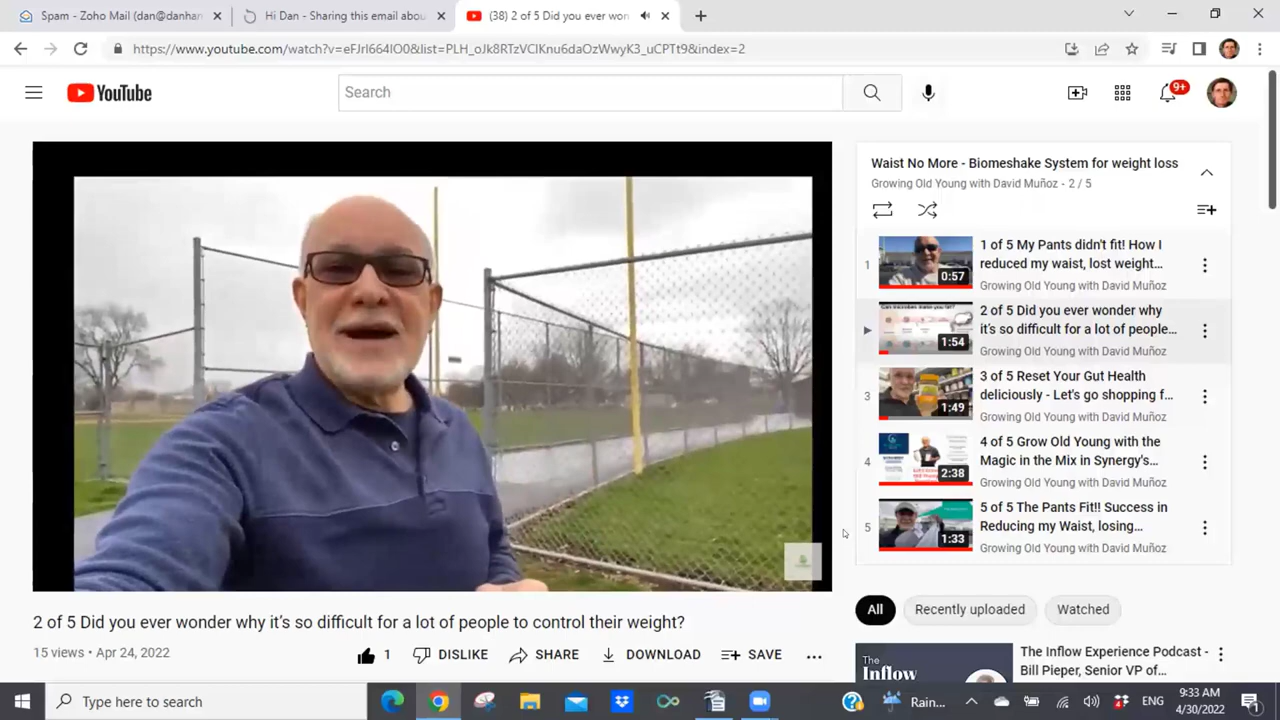 Spam - Zoho Mail (dan@danham
Hi Dan - Sharing this email abou
(38) 2 of 5 Did you ever won
https://www.youtube.com/watch?v=eFJrl664IO0&list=PLH_oJk8RTzVCIKnu6daOzWwyK3_uCPTt9&index=2
YouTube
Search
9+
Waist No More - Biomeshake System for weight loss
Growing Old Young with David Muñoz - 2 / 5
1
0:57
1 of 5 My Pants didn't fit! How I
reduced my waist, lost weight...
Growing Old Young with David Muñoz
Can microbes make you fat?
1:54
2 of 5 Did you ever wonder why
it's so difficult for a lot of people...
Growing Old Young with David Muñoz
3
1:49
3 of 5 Reset Your Gut Health
deliciously - Let's go shopping f...
Growing Old Young with David Muñoz
4
2:38
4 of 5 Grow Old Young with the
Magic in the Mix in Synergy's...
Growing Old Young with David Muñoz
5
1:33
5 of 5 The Pants Fit!! Success in
Reducing my Waist, losing...
Growing Old Young with David Muñoz
2 of 5 Did you ever wonder why it's so difficult for a lot of people to control their weight?
15 views • Apr 24, 2022
1
DISLIKE
SHARE
DOWNLOAD
SAVE
All
Recently uploaded
Watched
The
Inflow
The Inflow Experience Podcast -
Bill Pieper, Senior VP of...
Type here to search
Rain...
ENG
9:33 AM
4/30/2022
1